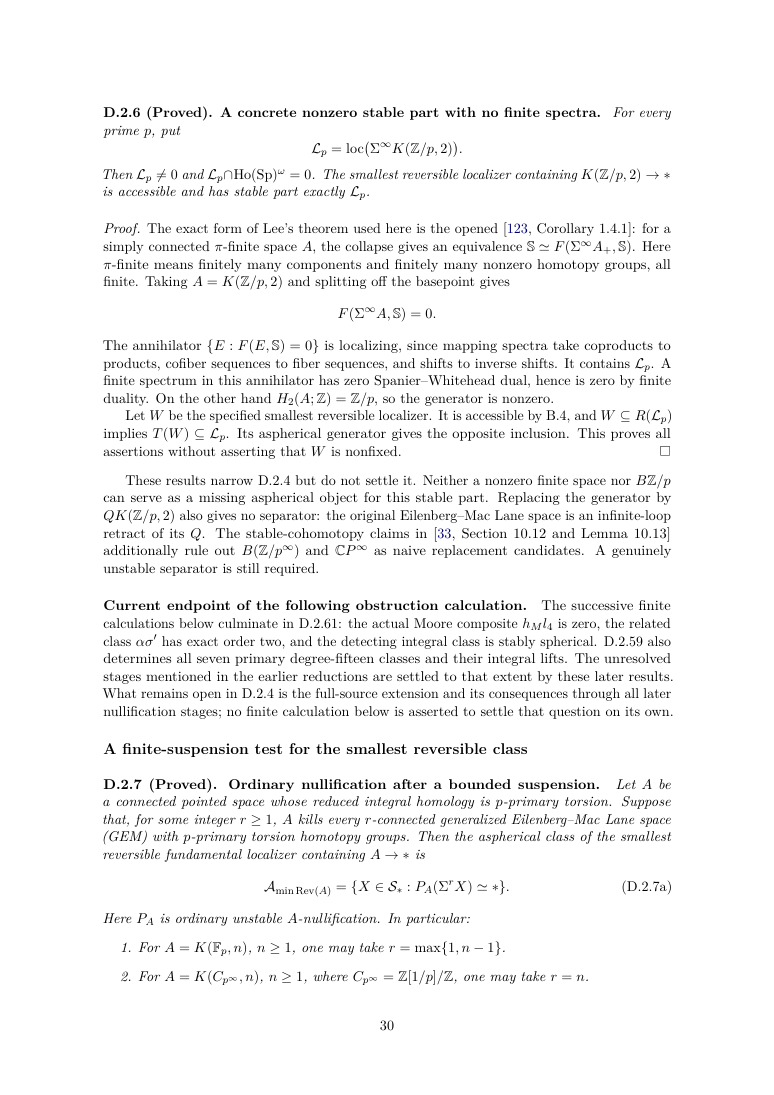 D.2.6 (Proved). A concrete nonzero stable part with no finite spectra. For every
prime p, put
ℒₚ = loc(Σ^∞K(ℤ/p, 2)).
Then ℒₚ ≠ 0 and ℒₚ∩Ho(Sp)^ω = 0. The smallest reversible localizer containing K(ℤ/p, 2) → ∗
is accessible and has stable part exactly ℒₚ.
Proof. The exact form of Lee's theorem used here is the opened [123, Corollary 1.4.1]: for a
simply connected π-finite space A, the collapse gives an equivalence 𝕊 ≃ F(Σ^∞A₊, 𝕊). Here
π-finite means finitely many components and finitely many nonzero homotopy groups, all
finite. Taking A = K(ℤ/p, 2) and splitting off the basepoint gives
F(Σ^∞A, 𝕊) = 0.
The annihilator {E : F(E, 𝕊) = 0} is localizing, since mapping spectra take coproducts to
products, cofiber sequences to fiber sequences, and shifts to inverse shifts. It contains ℒₚ. A
finite spectrum in this annihilator has zero Spanier–Whitehead dual, hence is zero by finite
duality. On the other hand H₂(A; ℤ) = ℤ/p, so the generator is nonzero.
Let W be the specified smallest reversible localizer. It is accessible by B.4, and W ⊆ R(ℒₚ)
implies T(W) ⊆ ℒₚ. Its aspherical generator gives the opposite inclusion. This proves all
assertions without asserting that W is nonfixed. □
These results narrow D.2.4 but do not settle it. Neither a nonzero finite space nor Bℤ/p
can serve as a missing aspherical object for this stable part. Replacing the generator by
QK(ℤ/p, 2) also gives no separator: the original Eilenberg–Mac Lane space is an infinite-loop
retract of its Q. The stable-cohomotopy claims in [33, Section 10.12 and Lemma 10.13]
additionally rule out B(ℤ/p^∞) and ℂP^∞ as naive replacement candidates. A genuinely
unstable separator is still required.
Current endpoint of the following obstruction calculation. The successive finite
calculations below culminate in D.2.61: the actual Moore composite h_M l₄ is zero, the related
class ασ′ has exact order two, and the detecting integral class is stably spherical. D.2.59 also
determines all seven primary degree-fifteen classes and their integral lifts. The unresolved
stages mentioned in the earlier reductions are settled to that extent by these later results.
What remains open in D.2.4 is the full-source extension and its consequences through all later
nullification stages; no finite calculation below is asserted to settle that question on its own.
A finite-suspension test for the smallest reversible class
D.2.7 (Proved). Ordinary nullification after a bounded suspension. Let A be
a connected pointed space whose reduced integral homology is p-primary torsion. Suppose
that, for some integer r ≥ 1, A kills every r-connected generalized Eilenberg–Mac Lane space
(GEM) with p-primary torsion homotopy groups. Then the aspherical class of the smallest
reversible fundamental localizer containing A → ∗ is
𝒜_{min Rev(A)} = {X ∈ 𝒮_∗ : P_A(Σ^r X) ≃ ∗}. (D.2.7a)
Here P_A is ordinary unstable A-nullification. In particular:
1. For A = K(𝔽ₚ, n), n ≥ 1, one may take r = max{1, n − 1}.
2. For A = K(C_{p^∞}, n), n ≥ 1, where C_{p^∞} = ℤ[1/p]/ℤ, one may take r = n.
30